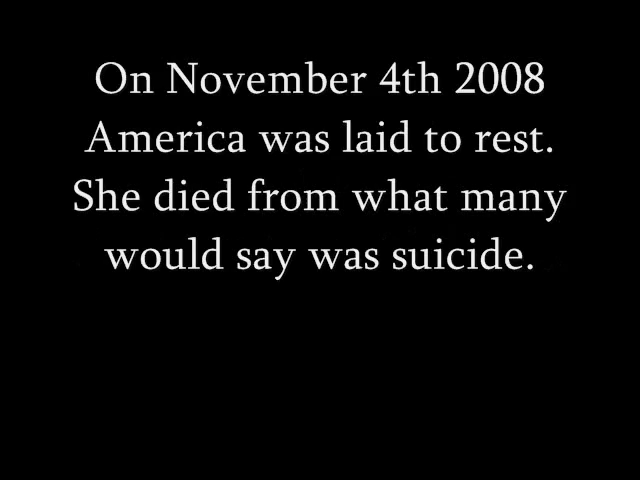 On November 4th 2008
America was laid to rest.
She died from what many
would say was suicide.